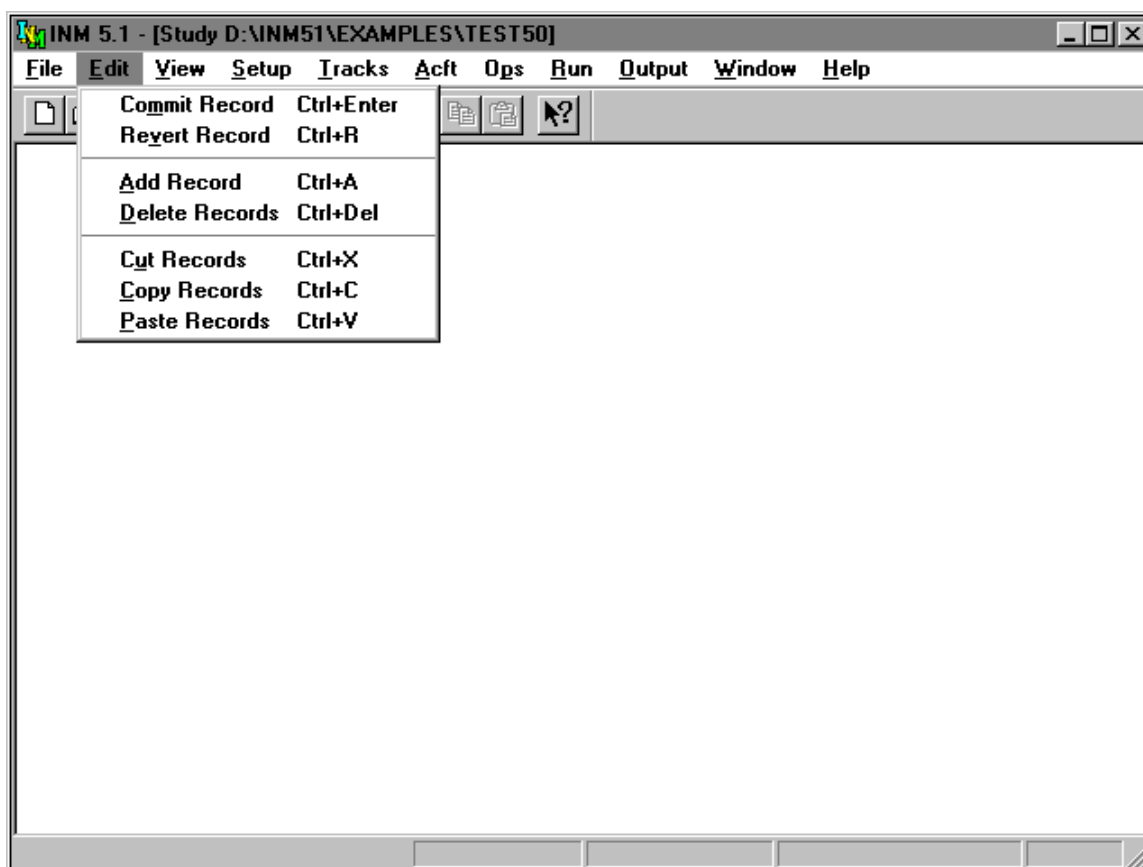 INM 5.1 - [Study D:\INM51\EXAMPLES\TEST50]
File Edit View Setup Tracks Acft Ops Run Output Window Help
Commit Record Ctrl+Enter
Revert Record Ctrl+R
Add Record Ctrl+A
Delete Records Ctrl+Del
Cut Records Ctrl+X
Copy Records Ctrl+C
Paste Records Ctrl+V